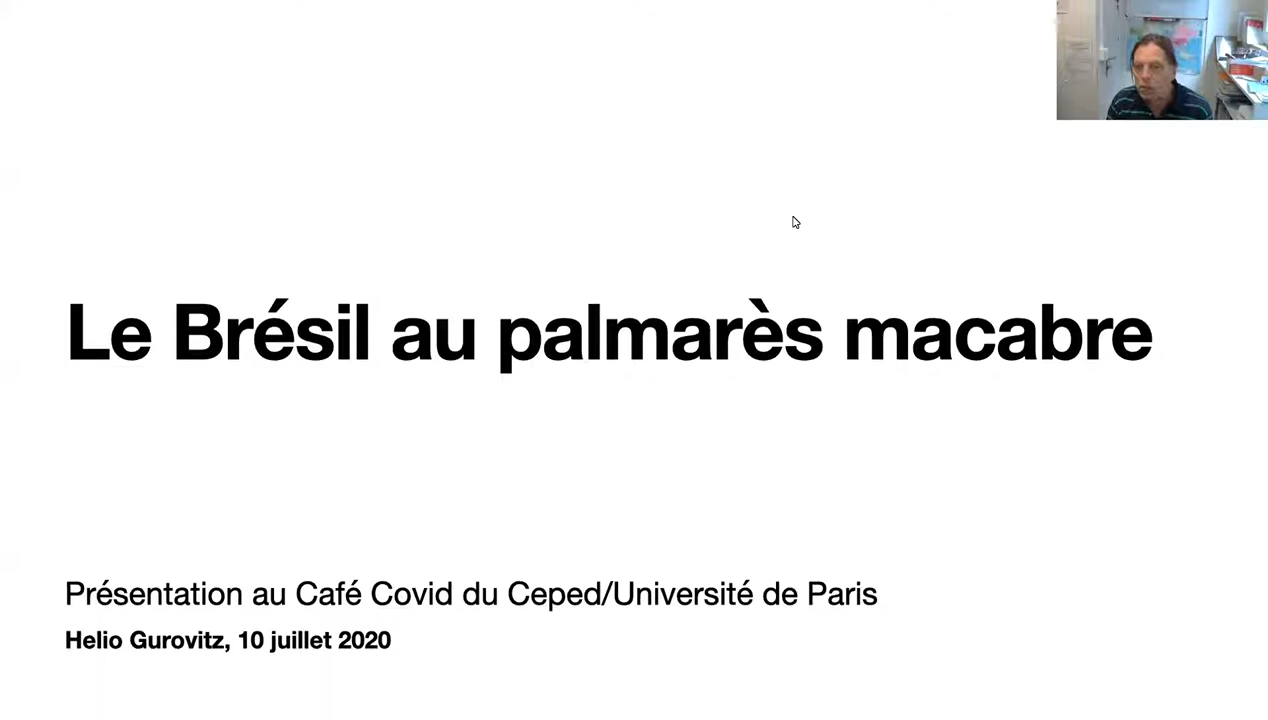 Le Brésil au palmarès macabre
Présentation au Café Covid du Ceped/Université de Paris
Helio Gurovitz, 10 juillet 2020